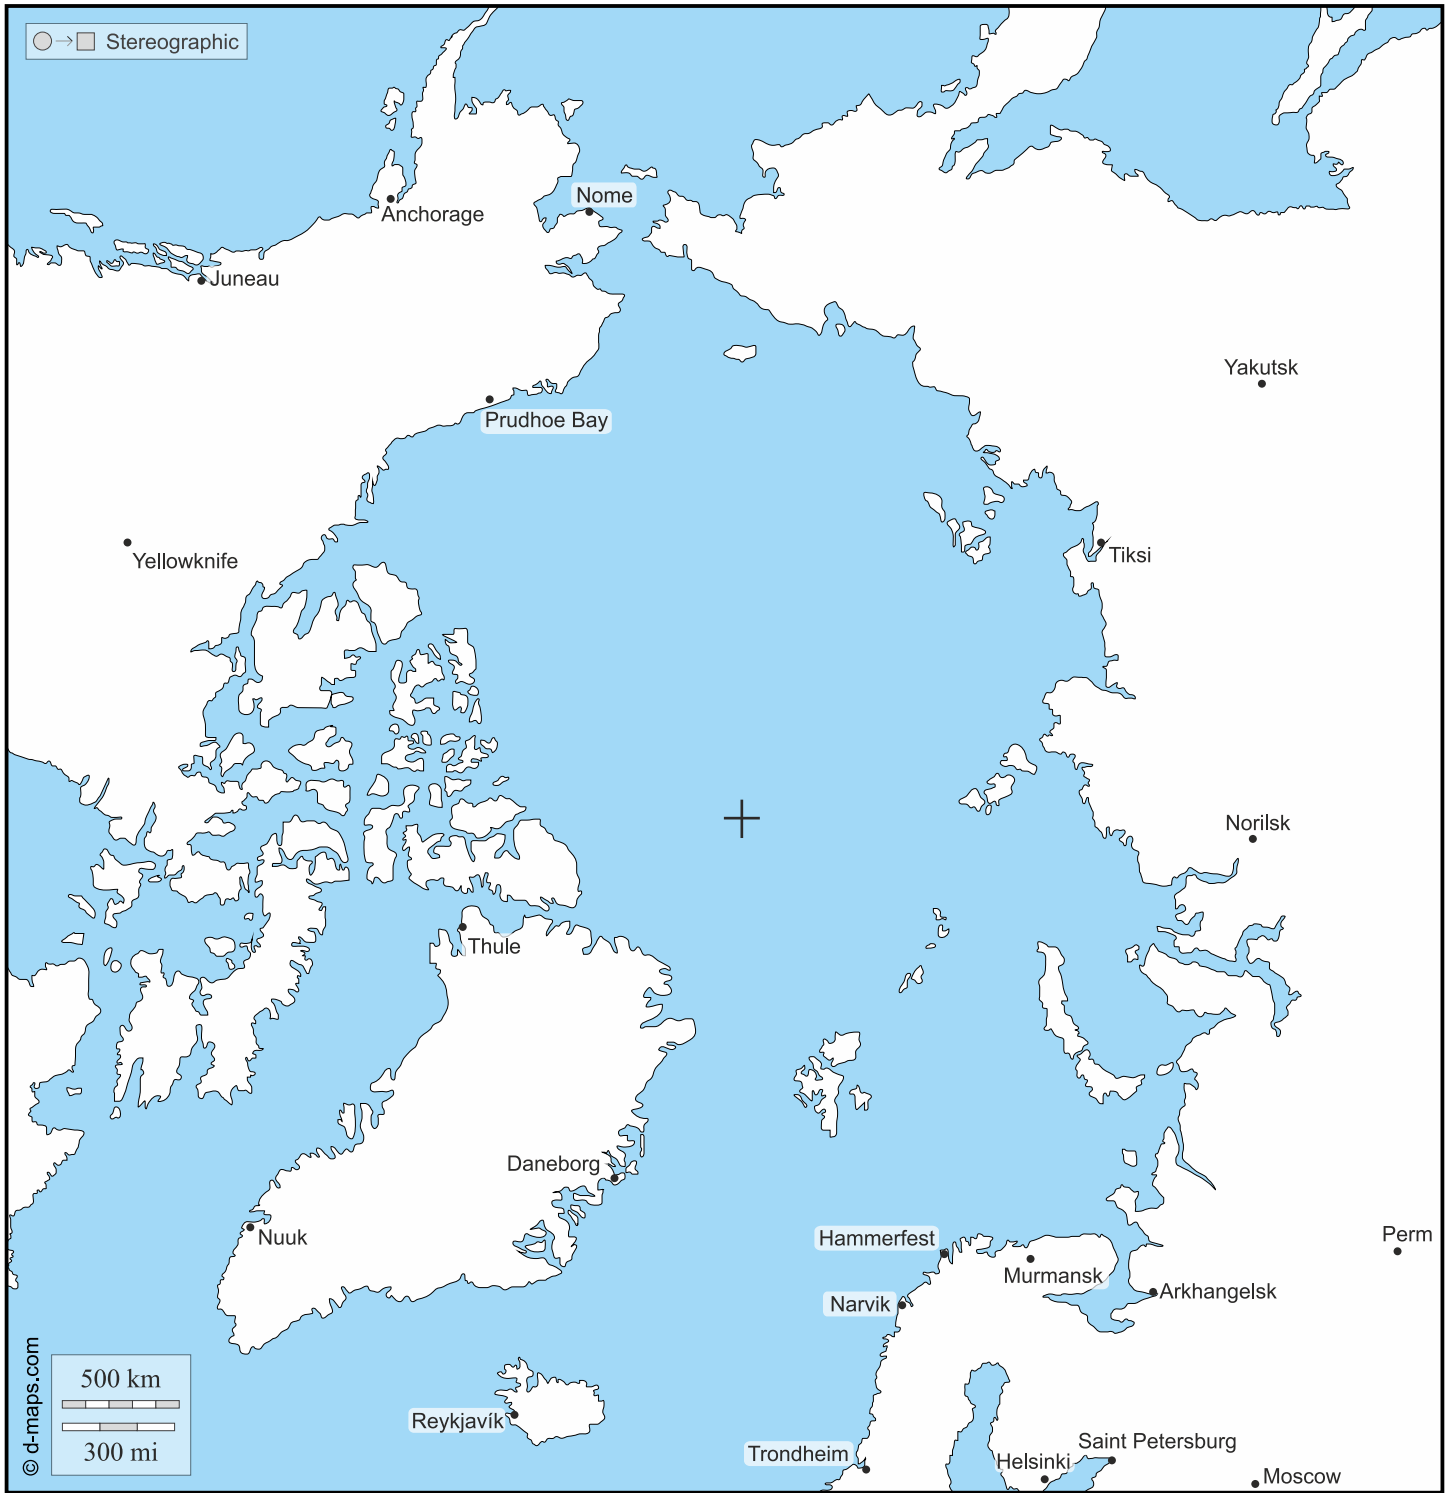 Stereographic
Nome
Anchorage
Juneau
Yakutsk
Prudhoe Bay
Yellowknife
Tiksi
Norilsk
Thule
Daneborg
Nuuk
Hammerfest
Perm
Murmansk
Narvik
Arkhangelsk
500 km
300 mi
© d-maps.com
Reykjavík
Trondheim
Saint Petersburg
Helsinki
Moscow